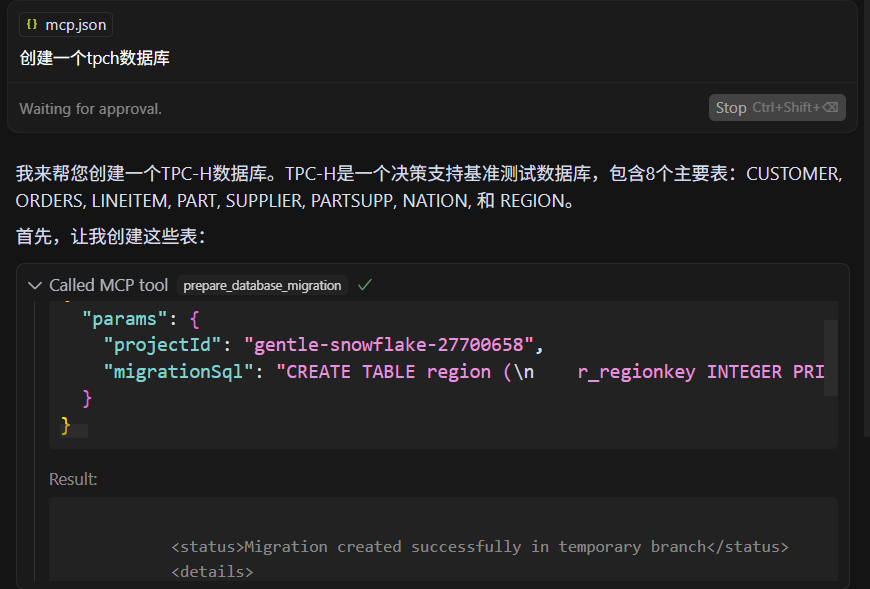 {} mcp.json
创建一个tpch数据库
Waiting for approval.
Stop Ctrl+Shift+⌫
我来帮您创建一个TPC-H数据库。TPC-H是一个决策支持基准测试数据库，包含8个主要表：CUSTOMER,
ORDERS, LINEITEM, PART, SUPPLIER, PARTSUPP, NATION, 和 REGION。
首先，让我创建这些表：
Called MCP tool prepare_database_migration ✓
"params": {
"projectId": "gentle-snowflake-27700658",
"migrationSql": "CREATE TABLE region (\n    r_regionkey INTEGER PRI
}
}
Result:
<status>Migration created successfully in temporary branch</status>
<details>